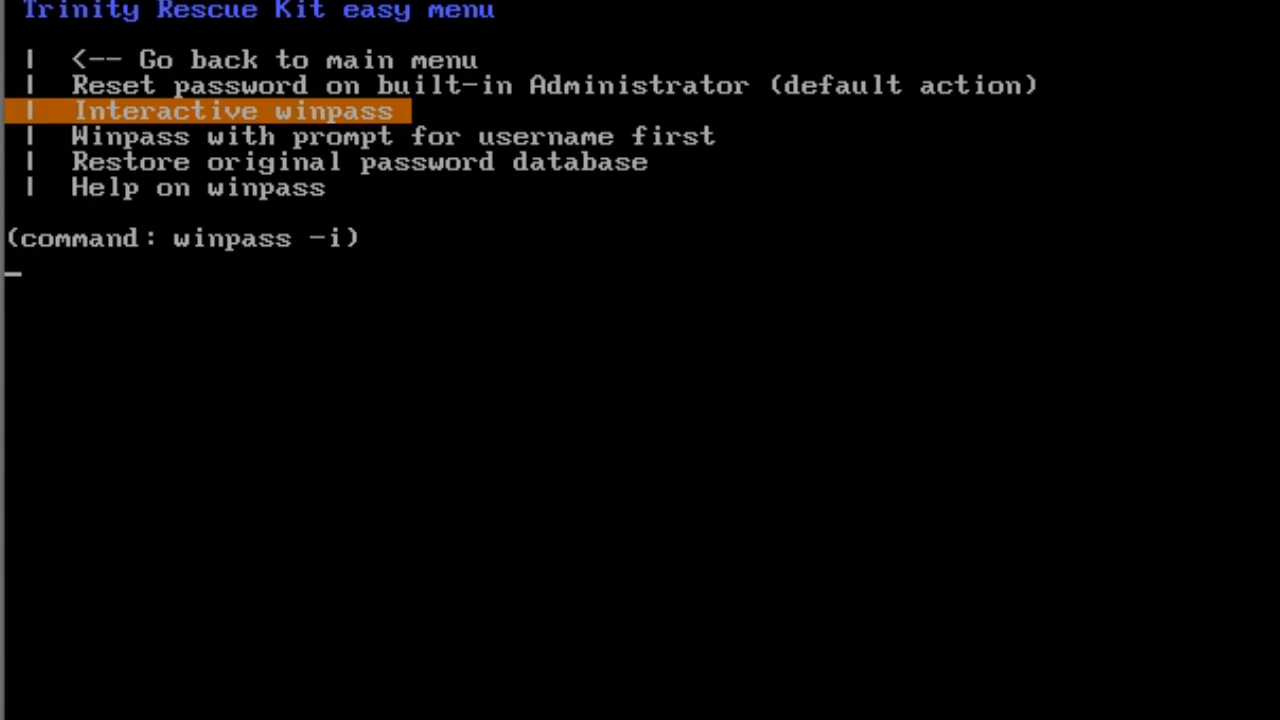 Trinity Rescue Kit easy menu
| <-- Go back to main menu
| Reset password on built-in Administrator (default action)
| Interactive winpass
| Winpass with prompt for username first
| Restore original password database
| Help on winpass
(command: winpass -i)
_